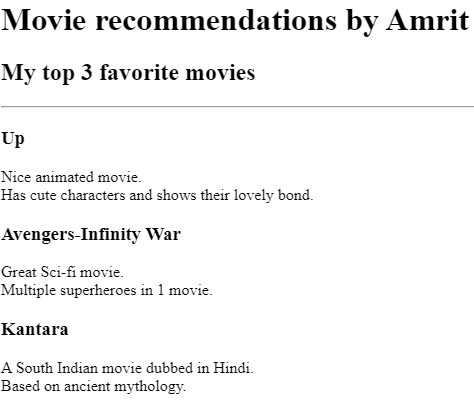 Movie recommendations by Amrit
My top 3 favorite movies
Up
Nice animated movie.
Has cute characters and shows their lovely bond.
Avengers-Infinity War
Great Sci-fi movie.
Multiple superheroes in 1 movie.
Kantara
A South Indian movie dubbed in Hindi.
Based on ancient mythology.